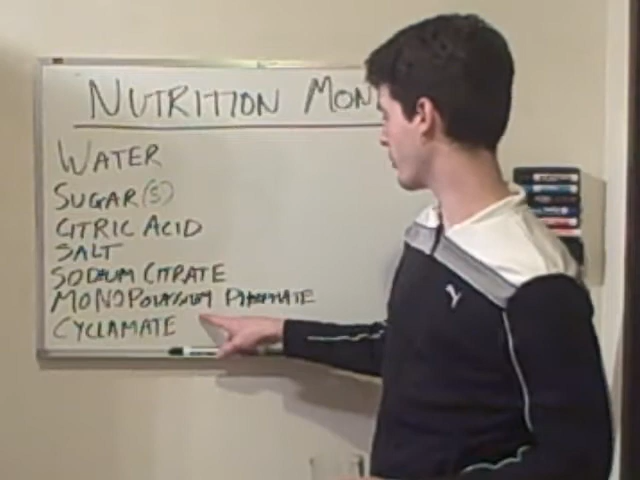 NUTRITION MON
WATER
SUGAR(S)
CITRIC ACID
SALT
SODIUM CITRATE
MONOPOTASSIUM PHOSPHATE
CYCLAMATE